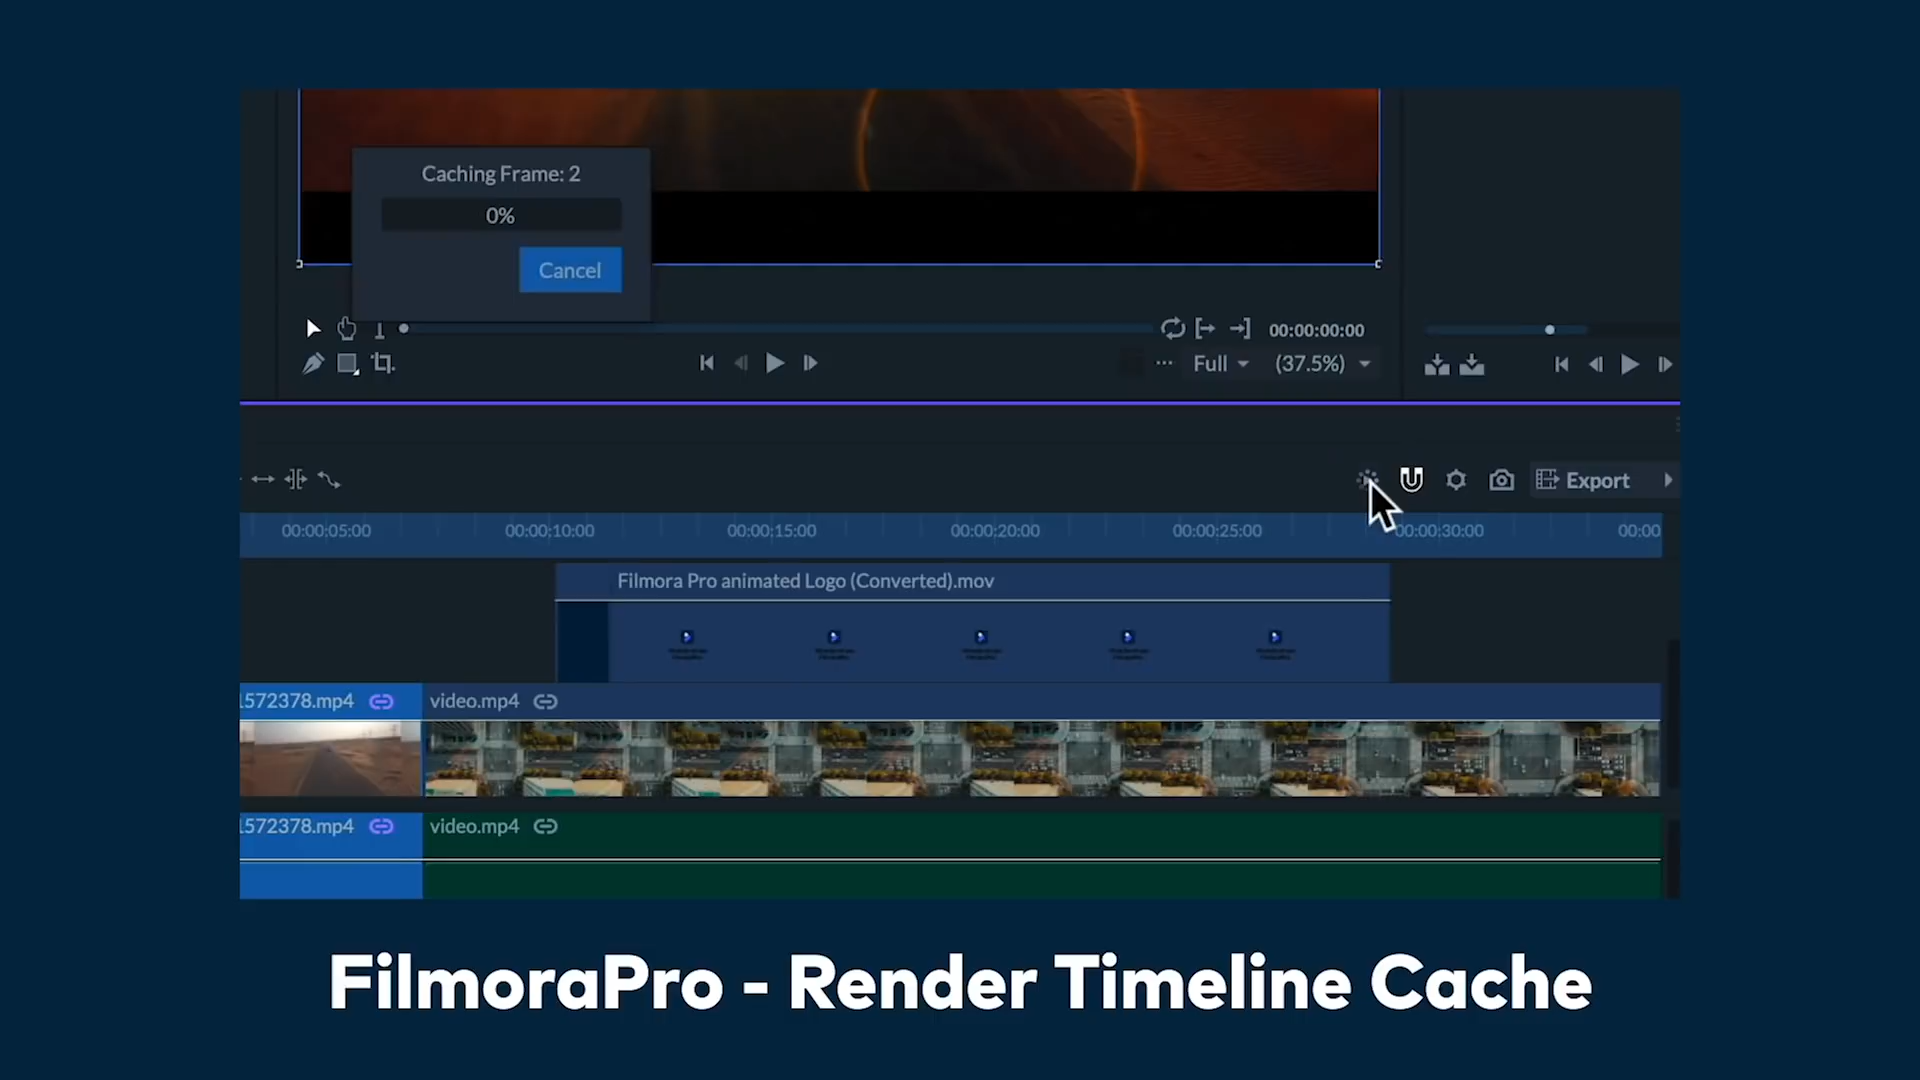 Caching Frame: 2
0%
Cancel
00:00:00:00
Full
(37.5%)
Export
00:00:05:00
00:00:10:00
00:00:15:00
00:00:20:00
00:00:25:00
00:00:30:00
00:00
Filmora Pro animated Logo (Converted).mov
1572378.mp4
video.mp4
1572378.mp4
video.mp4
FilmoraPro - Render Timeline Cache